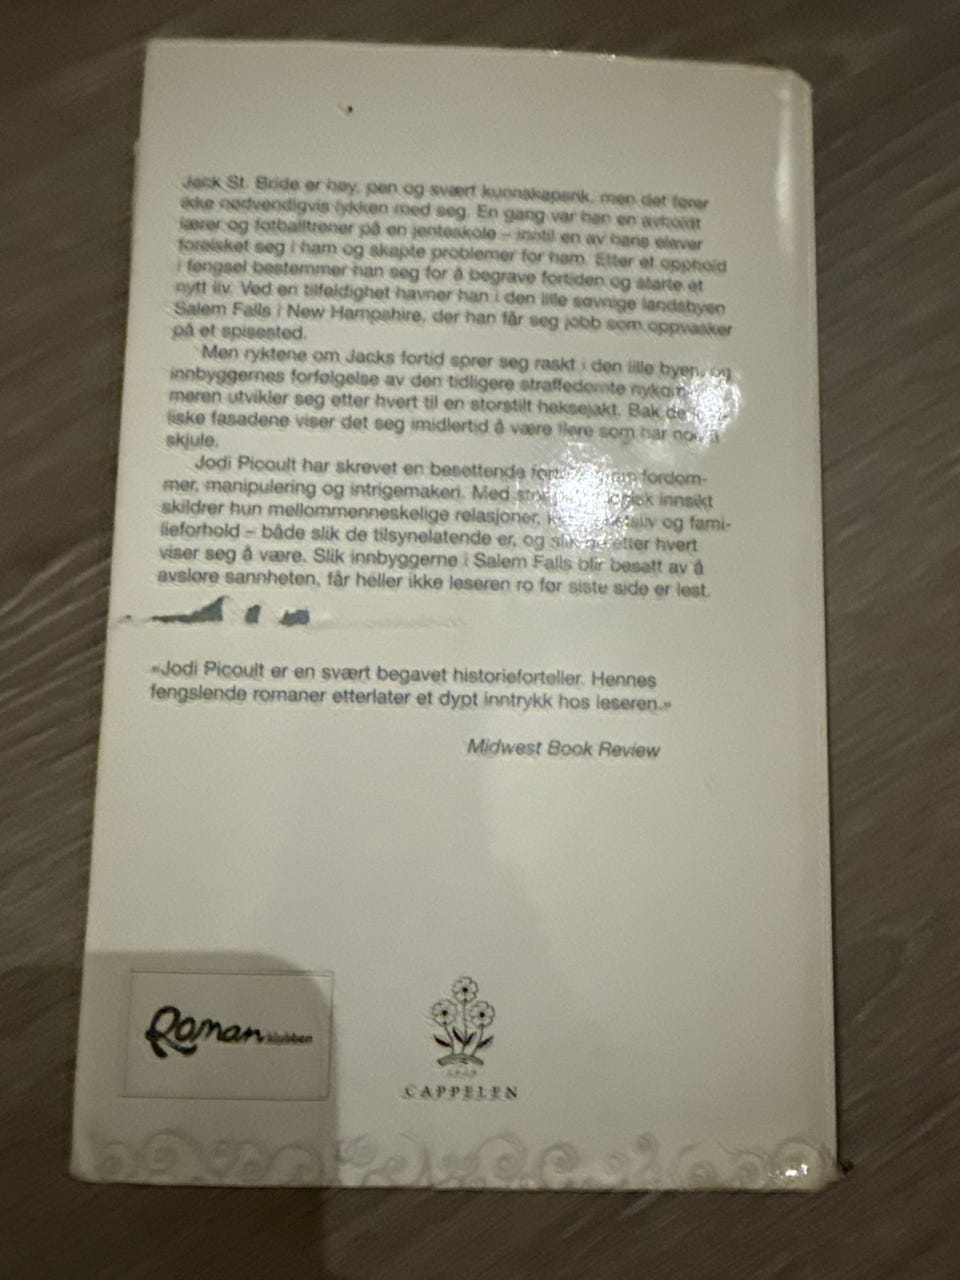 Jack St. Bride er høy, pen og svært kunnskapsrik, men det fører
ikke nødvendigvis lykken med seg. En gang var han en avholdt
lærer og fotballtrener på en jenteskole – inntil en av hans elever
forelsket seg i ham og skapte problemer for ham. Etter et opphold
i fengsel bestemmer han seg for å begrave fortiden og starte et
nytt liv. Ved en tilfeldighet havner han i den lille søvnige landsbyen
Salem Falls i New Hampshire, der han får seg jobb som oppvasker
på et spisested.
Men ryktene om Jacks fortid sprer seg raskt i den lille byen, og
innbyggernes forfølgelse av den tidligere straffedømte
meren utvikler seg etter hvert til en storstilt heksejakt. Bak
fasadene viser det seg imidlertid å være flere som har
skjule.
Jodi Picoult har skrevet en besettende fordom-
mer, manipulering og intrigemakeri. Med innsikt
skildrer hun mellommenneskelige relasjoner, og fami-
lieforhold – både slik de tilsynelatende er, og etter hvert
viser seg å være. Slik innbyggerne i Salem Falls blir besatt av å
avsløre sannheten, får heller ikke leseren ro før siste side er lest.
«Jodi Picoult er en svært begavet historieforteller. Hennes
fengslende romaner etterlater et dypt inntrykk hos leseren.»
Midwest Book Review
Romanklubben
CAPPELEN